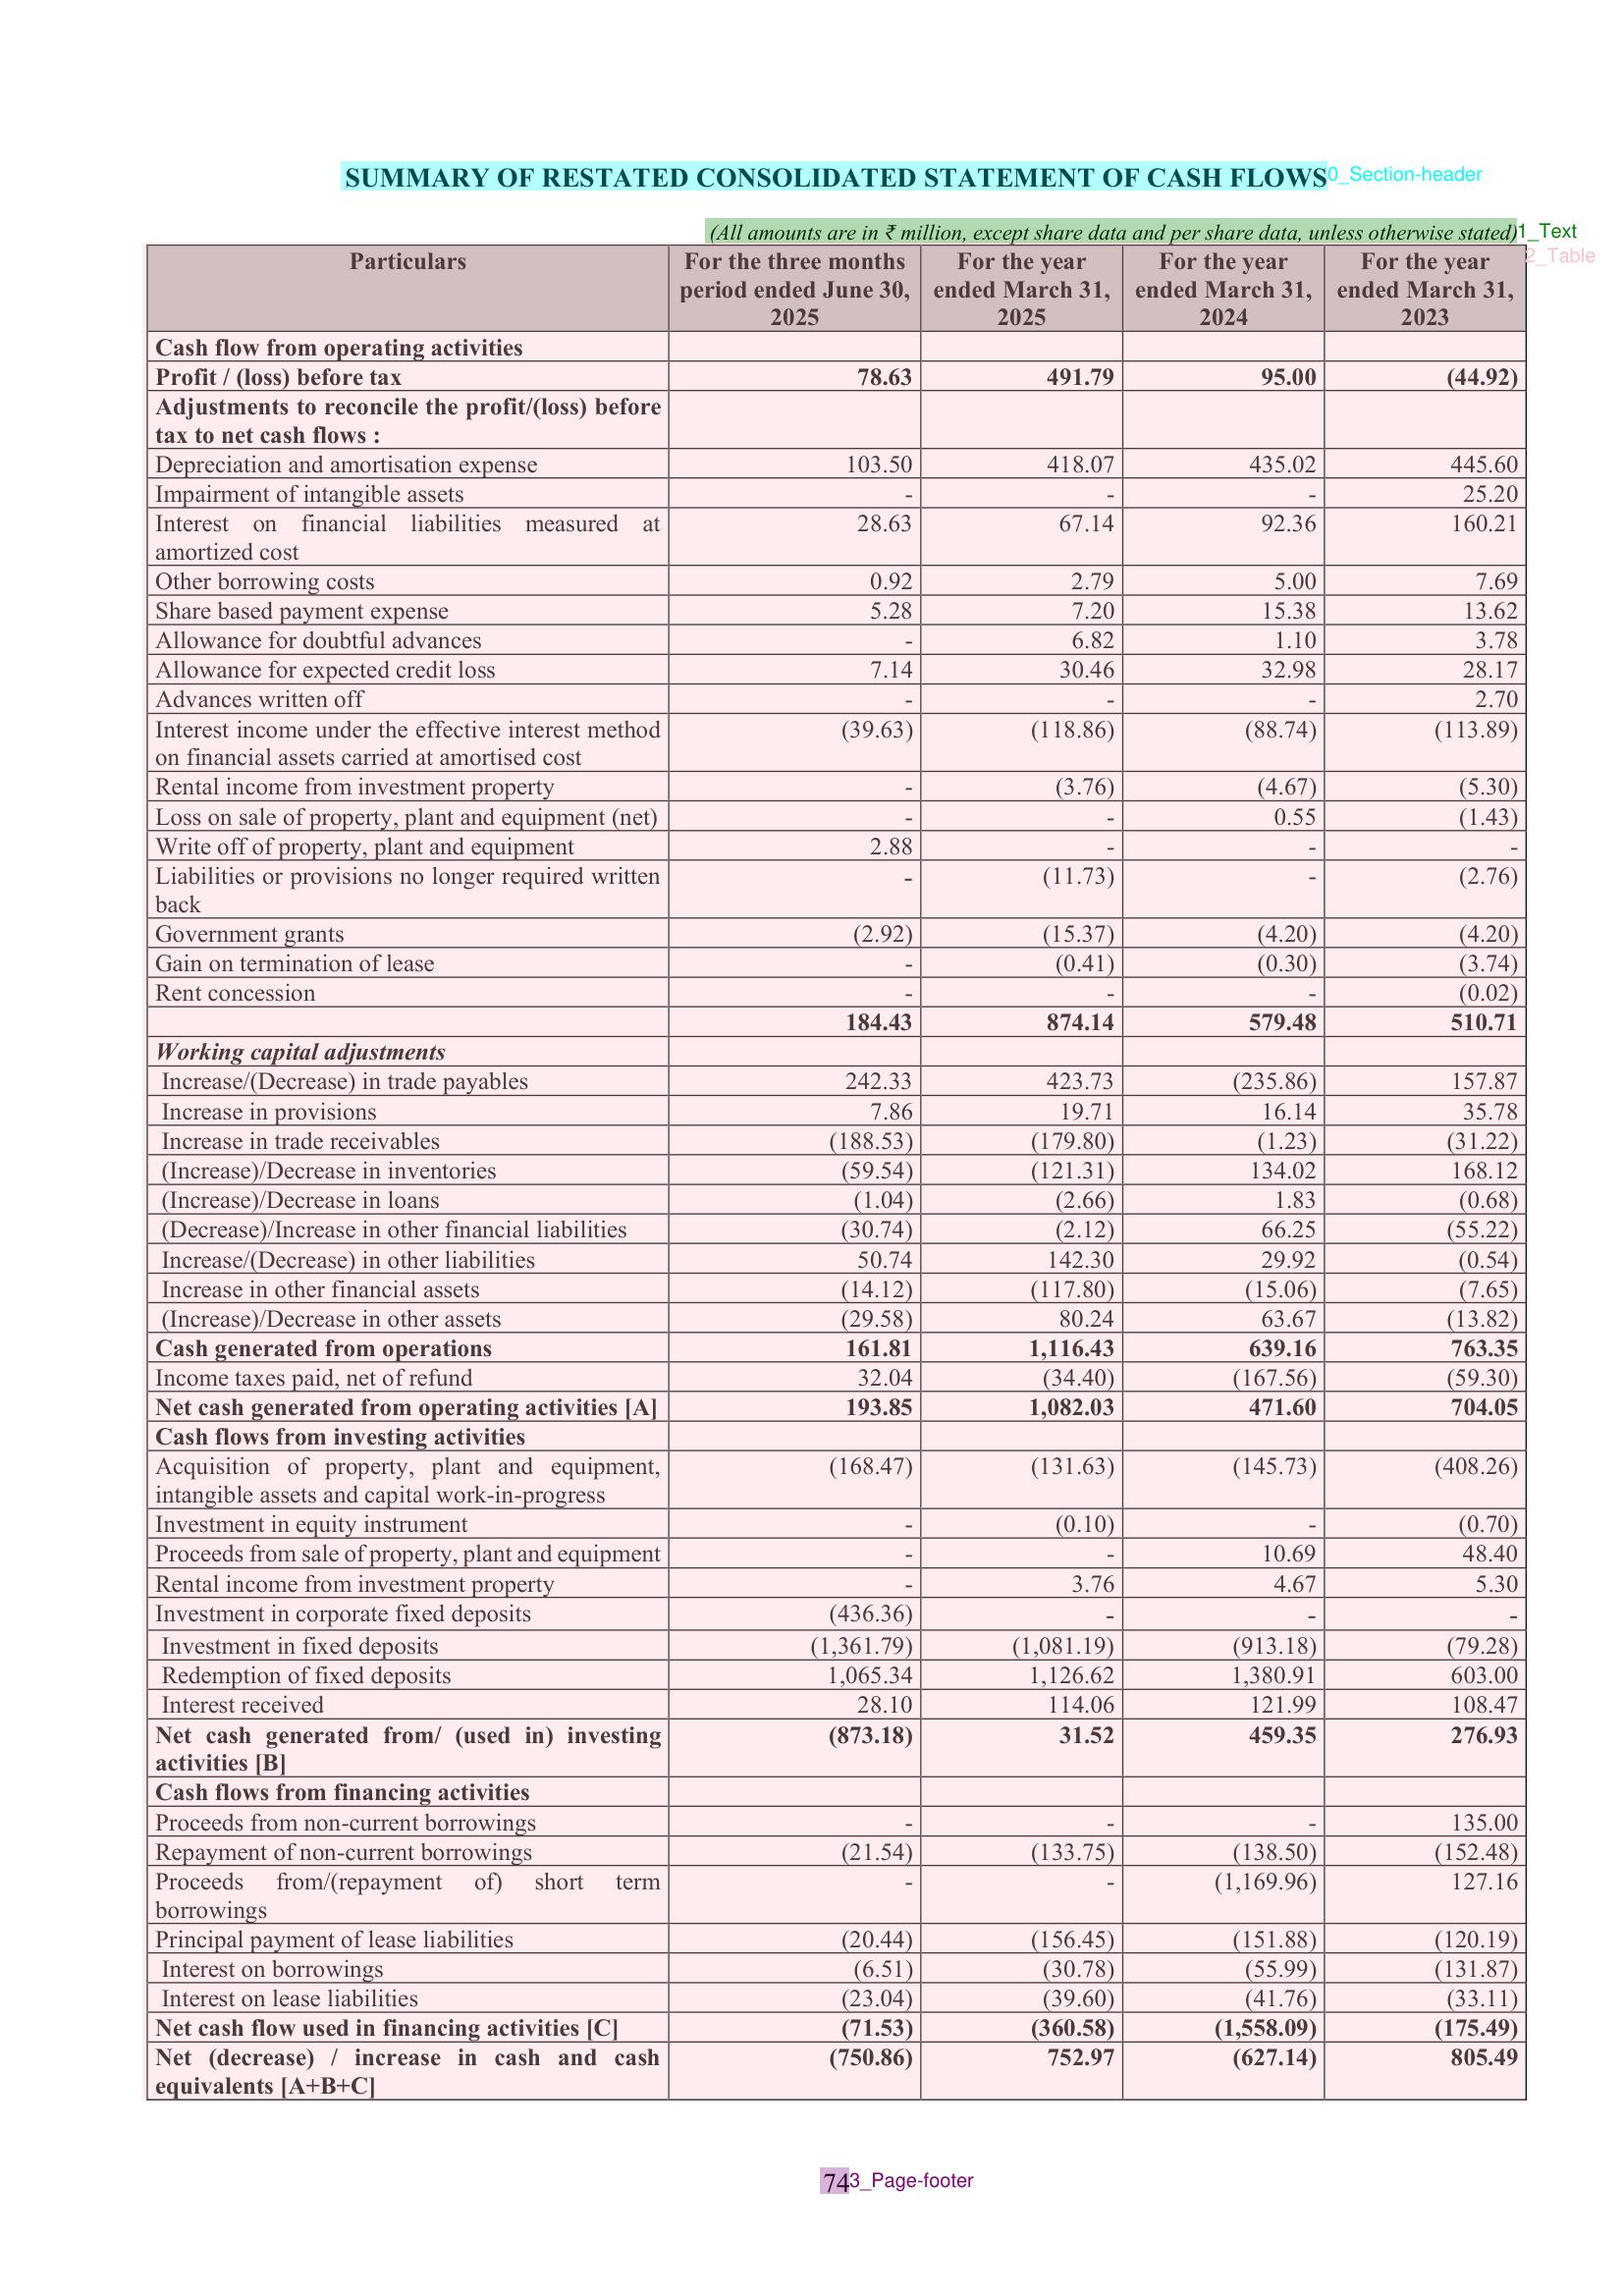 SUMMARY OF RESTATED CONSOLIDATED STATEMENT OF CASH FLOWS 0_Section-header
(All amounts are in ₹ million, except share data and per share data, unless otherwise stated) 1_Text
2_Table
Particulars For the three months For the year For the year For the year
period ended June 30, ended March 31, ended March 31, ended March 31,
2025 2025 2024 2023
Cash flow from operating activities
Profit / (loss) before tax 78.63 491.79 95.00 (44.92)
Adjustments to reconcile the profit/(loss) before
tax to net cash flows :
Depreciation and amortisation expense 103.50 418.07 435.02 445.60
Impairment of intangible assets - - - 25.20
Interest on financial liabilities measured at 28.63 67.14 92.36 160.21
amortized cost
Other borrowing costs 0.92 2.79 5.00 7.69
Share based payment expense 5.28 7.20 15.38 13.62
Allowance for doubtful advances - 6.82 1.10 3.78
Allowance for expected credit loss 7.14 30.46 32.98 28.17
Advances written off - - - 2.70
Interest income under the effective interest method (39.63) (118.86) (88.74) (113.89)
on financial assets carried at amortised cost
Rental income from investment property - (3.76) (4.67) (5.30)
Loss on sale of property, plant and equipment (net) - - 0.55 (1.43)
Write off of property, plant and equipment 2.88 - - -
Liabilities or provisions no longer required written - (11.73) - (2.76)
back
Government grants (2.92) (15.37) (4.20) (4.20)
Gain on termination of lease - (0.41) (0.30) (3.74)
Rent concession - - - (0.02)
184.43 874.14 579.48 510.71
Working capital adjustments
Increase/(Decrease) in trade payables 242.33 423.73 (235.86) 157.87
Increase in provisions 7.86 19.71 16.14 35.78
Increase in trade receivables (188.53) (179.80) (1.23) (31.22)
(Increase)/Decrease in inventories (59.54) (121.31) 134.02 168.12
(Increase)/Decrease in loans (1.04) (2.66) 1.83 (0.68)
(Decrease)/Increase in other financial liabilities (30.74) (2.12) 66.25 (55.22)
Increase/(Decrease) in other liabilities 50.74 142.30 29.92 (0.54)
Increase in other financial assets (14.12) (117.80) (15.06) (7.65)
(Increase)/Decrease in other assets (29.58) 80.24 63.67 (13.82)
Cash generated from operations 161.81 1,116.43 639.16 763.35
Income taxes paid, net of refund 32.04 (34.40) (167.56) (59.30)
Net cash generated from operating activities [A] 193.85 1,082.03 471.60 704.05
Cash flows from investing activities
Acquisition of property, plant and equipment, (168.47) (131.63) (145.73) (408.26)
intangible assets and capital work-in-progress
Investment in equity instrument - (0.10) - (0.70)
Proceeds from sale of property, plant and equipment - - 10.69 48.40
Rental income from investment property - 3.76 4.67 5.30
Investment in corporate fixed deposits (436.36) - - -
Investment in fixed deposits (1,361.79) (1,081.19) (913.18) (79.28)
Redemption of fixed deposits 1,065.34 1,126.62 1,380.91 603.00
Interest received 28.10 114.06 121.99 108.47
Net cash generated from/ (used in) investing (873.18) 31.52 459.35 276.93
activities [B]
Cash flows from financing activities
Proceeds from non-current borrowings - - - 135.00
Repayment of non-current borrowings (21.54) (133.75) (138.50) (152.48)
Proceeds from/(repayment of) short term - - (1,169.96) 127.16
borrowings
Principal payment of lease liabilities (20.44) (156.45) (151.88) (120.19)
Interest on borrowings (6.51) (30.78) (55.99) (131.87)
Interest on lease liabilities (23.04) (39.60) (41.76) (33.11)
Net cash flow used in financing activities [C] (71.53) (360.58) (1,558.09) (175.49)
Net (decrease) / increase in cash and cash (750.86) 752.97 (627.14) 805.49
equivalents [A+B+C]
74 3_Page-footer